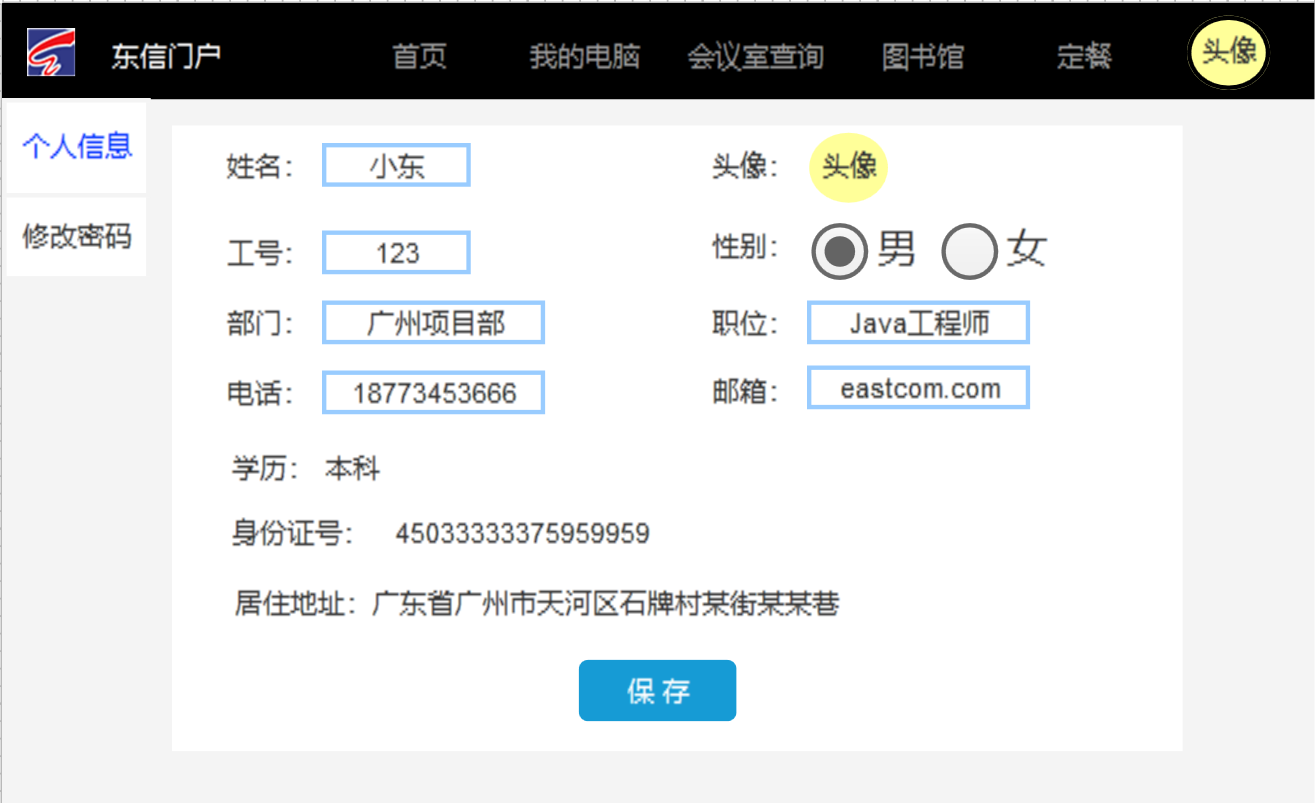 东信门户 首页 我的电脑 会议室查询 图书馆 定餐 头像
个人信息
修改密码
姓名： 小东 头像： 头像
工号： 123 性别： 男 女
部门： 广州项目部 职位： Java工程师
电话： 18773453666 邮箱： eastcom.com
学历： 本科
身份证号： 45033333375959959
居住地址：广东省广州市天河区石牌村某街某某巷
保 存